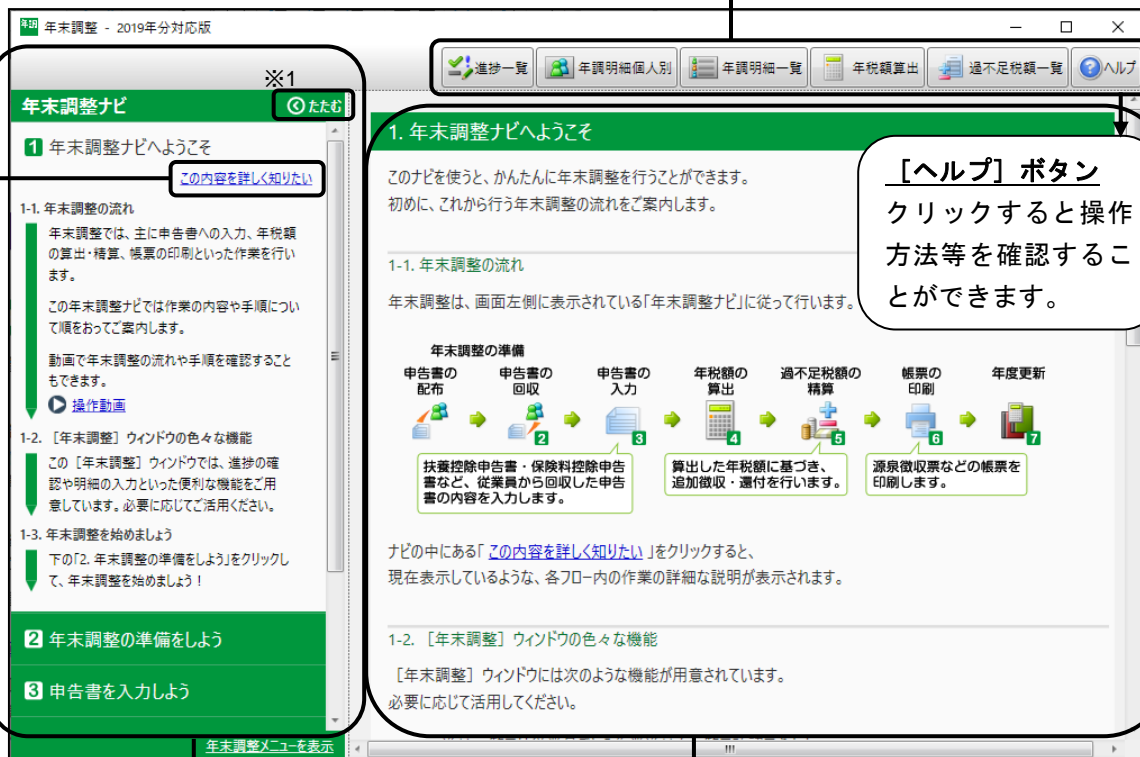 年調 年末調整 - 2019年分対応版
進捗一覧 年調明細個人別 年調明細一覧 年税額算出 過不足税額一覧 ヘルプ
※1
年末調整ナビ たたむ
1 年末調整ナビへようこそ
この内容を詳しく知りたい
1-1. 年末調整の流れ
年末調整では、主に申告書への入力、年税額
の算出・精算、帳票の印刷といった作業を行い
ます。
この年末調整ナビでは作業の内容や手順につい
て順をおってご案内します。
動画で年末調整の流れや手順を確認すること
もできます。
操作動画
1-2. ［年末調整］ウィンドウの色々な機能
この［年末調整］ウィンドウでは、進捗の確
認や明細の入力といった便利な機能をご用
意しています。必要に応じてご活用ください。
1-3. 年末調整を始めましょう
下の「2. 年末調整の準備をしよう」をクリックし
て、年末調整を始めましょう！
2 年末調整の準備をしよう
3 申告書を入力しよう
年末調整メニューを表示
1. 年末調整ナビへようこそ
このナビを使うと、かんたんに年末調整を行うことができます。
初めに、これから行う年末調整の流れをご案内します。
1-1. 年末調整の流れ
年末調整は、画面左側に表示されている「年末調整ナビ」に従って行います。
年末調整の準備
申告書の 申告書の 申告書の 年税額の 過不足税額の 帳票の 年度更新
配布 回収 入力 算出 精算 印刷
2 3 4 5 6 7
扶養控除申告書・保険料控除申告
書など、従業員から回収した申告
書の内容を入力します。
算出した年税額に基づき、
追加徴収・還付を行います。
源泉徴収票などの帳票を
印刷します。
ナビの中にある「 この内容を詳しく知りたい 」をクリックすると、
現在表示しているような、各フロー内の作業の詳細な説明が表示されます。
1-2. ［年末調整］ウィンドウの色々な機能
［年末調整］ウィンドウには次のような機能が用意されています。
必要に応じて活用してください。
［ヘルプ］ボタン
クリックすると操作
方法等を確認するこ
とができます。